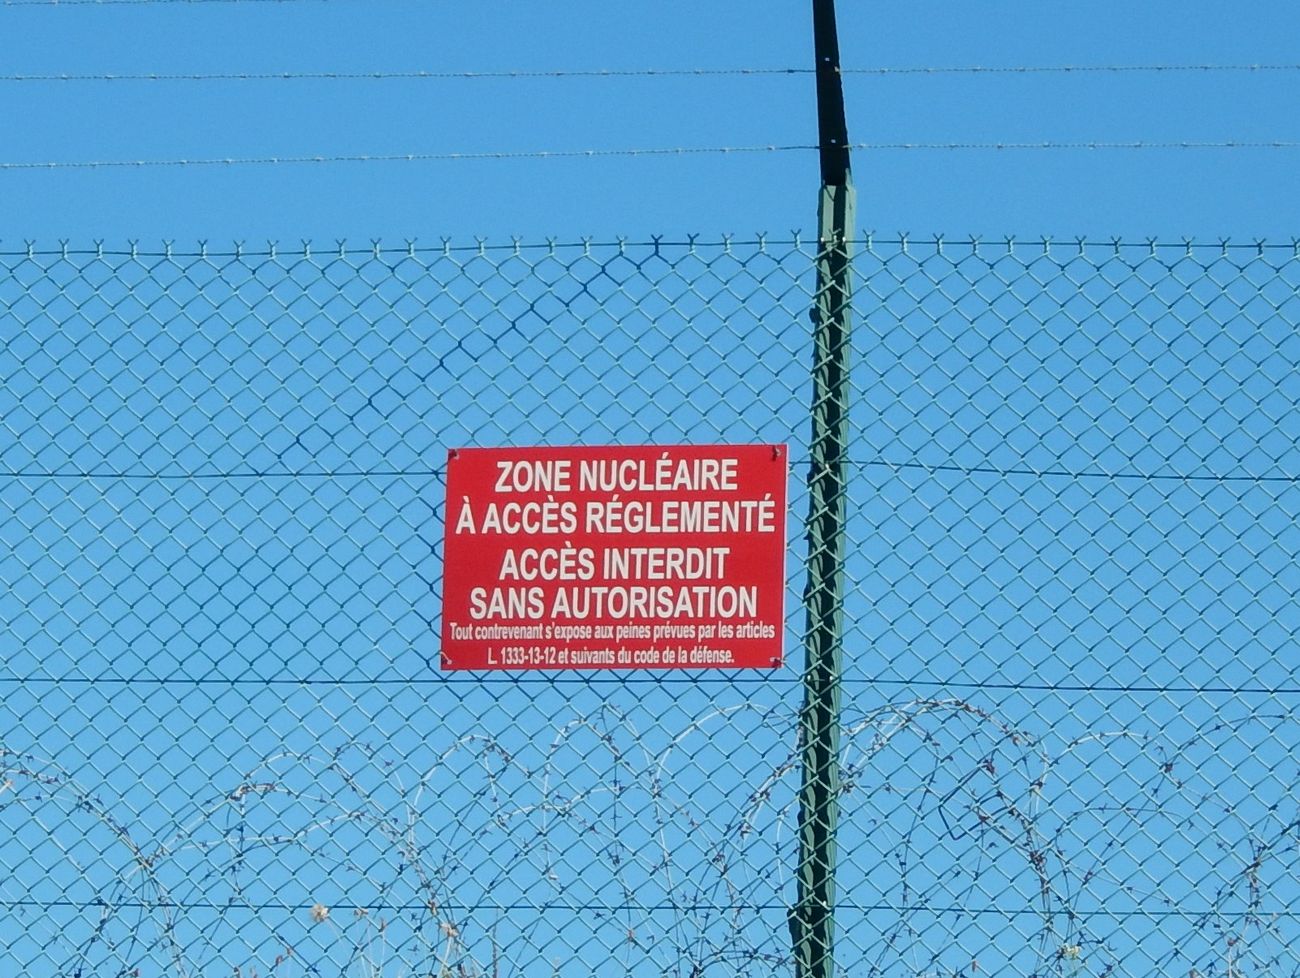 ZONE NUCLÉAIRE
À ACCÈS RÉGLEMENTÉ
ACCÈS INTERDIT
SANS AUTORISATION
Tout contrevenant s'expose aux peines prévues par les articles
L. 1333-13-12 et suivants du code de la défense.